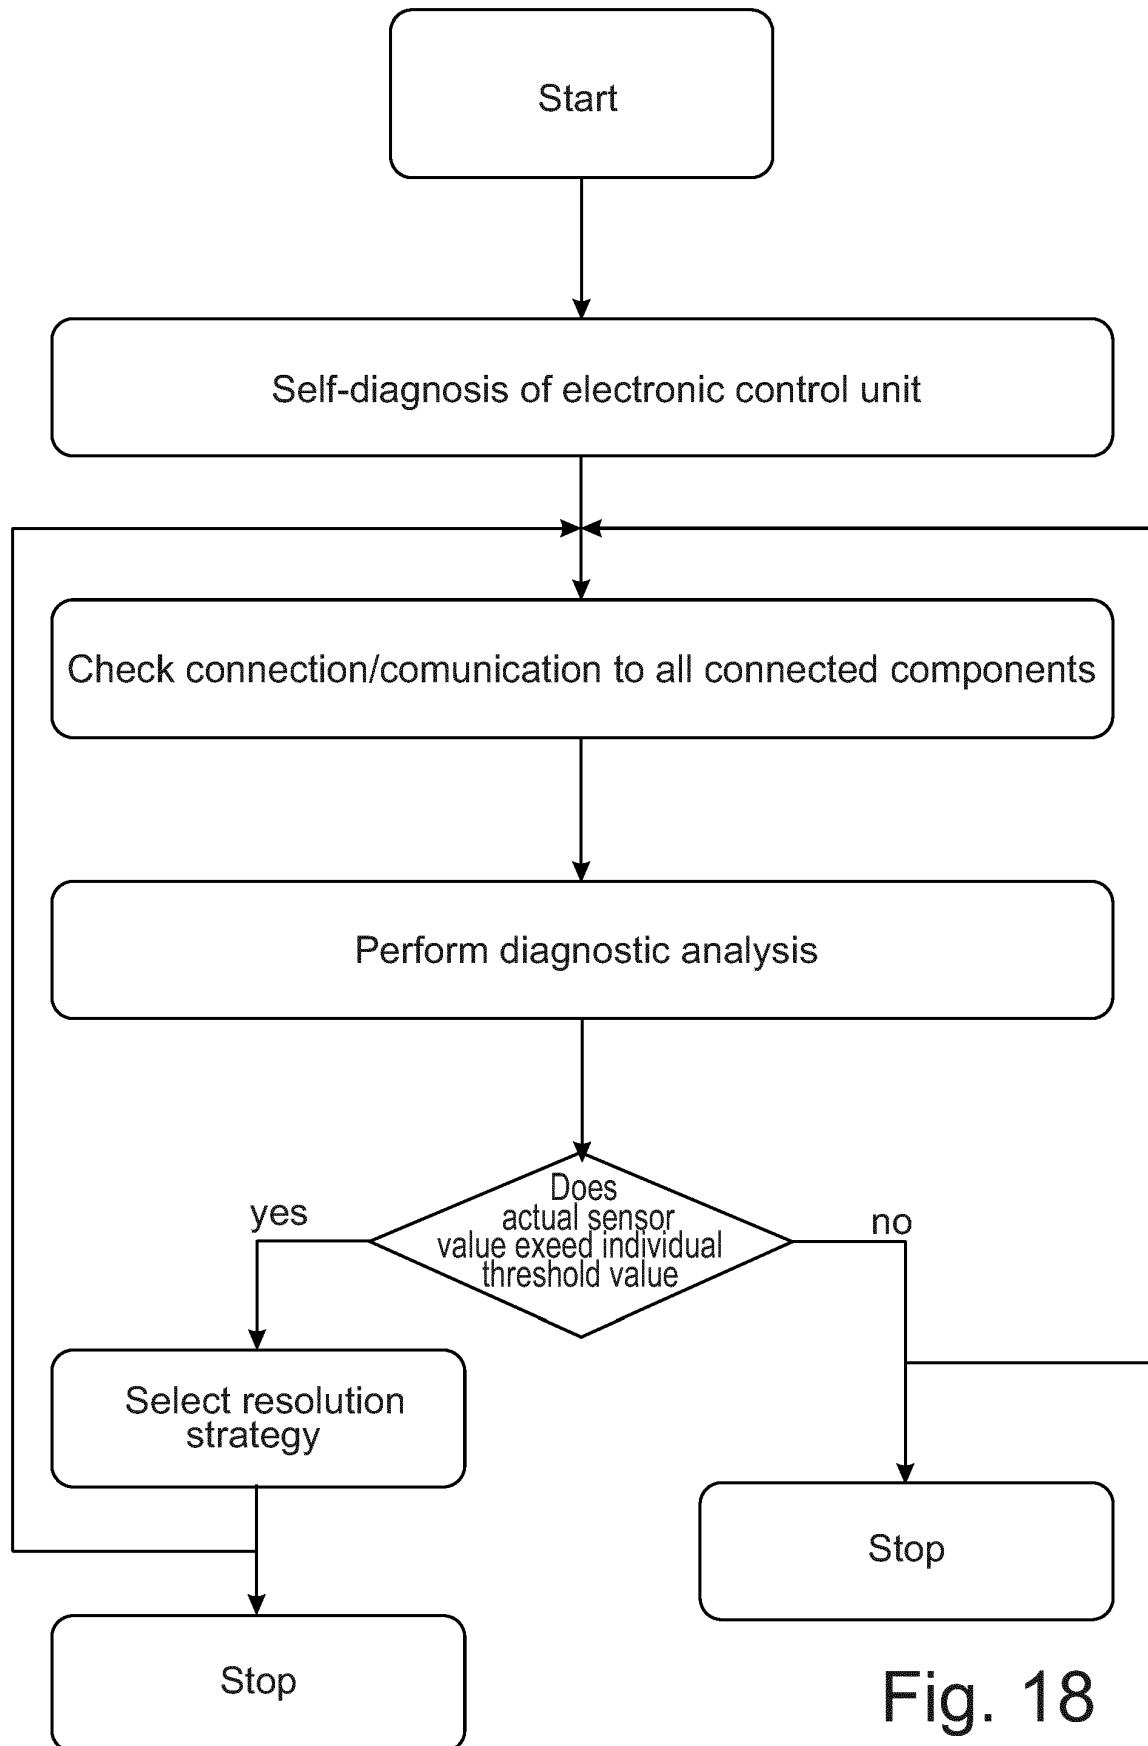 Start
Self-diagnosis of electronic control unit
Check connection/comunication to all connected components
Perform diagnostic analysis
Does
actual sensor
value exeed individual
threshold value
yes
no
Select resolution
strategy
Stop
Stop
Fig. 18